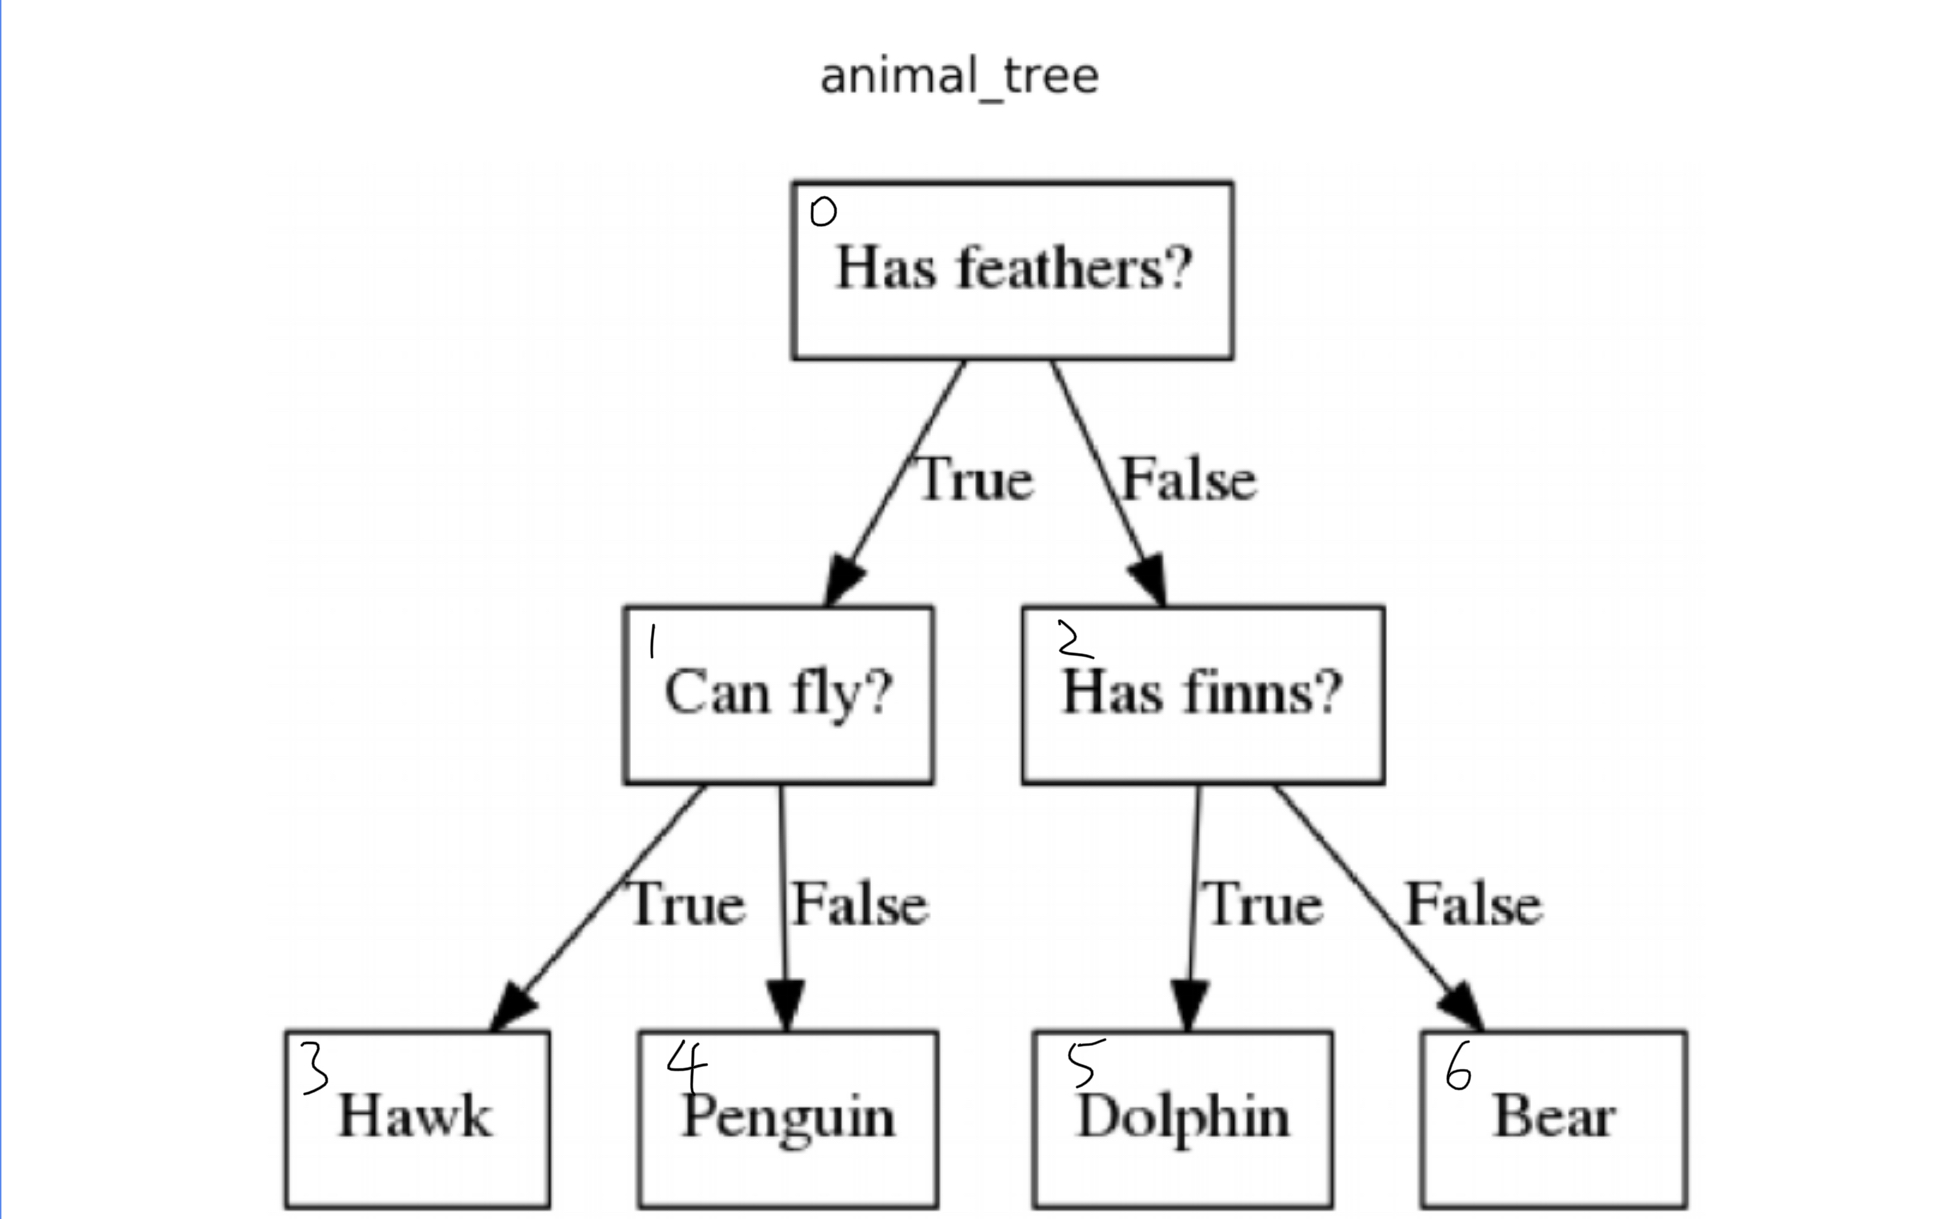 animal_tree
0
Has feathers?
True False
1 2
Can fly? Has finns?
True False True False
3 4 5 6
Hawk Penguin Dolphin Bear